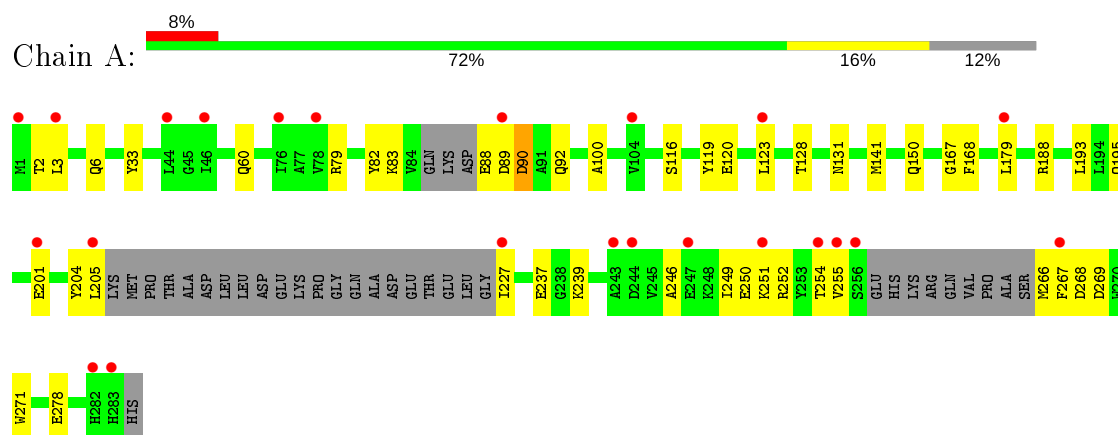 8%
Chain A:
72% 16% 12%
M1 T2 L3 Q6 Y33 L44 G45 I46 Q60 I76 A77 V78 R79 Y82 K83 V84 GLN LYS ASP E88 D89 D90 A91 Q92 A100 V104 S116 Y119 E120 L123 T128 N131 M141 Q150 G167 F168 L179 R188 L193 L194 Q195
E201 Y204 L205 LYS MET PRO THR ALA ASP LEU LEU ASP GLU LYS PRO GLY GLN ALA ASP GLU THR GLU LEU GLY I227 E237 G238 K239 A243 D244 V245 A246 E247 K248 I249 E250 K251 R252 Y253 T254 V255 S256 GLU HIS LYS ARG GLN VAL PRO ALA SER M266 F267 D268 D269 W270
W271 E278 H282 H283 HIS